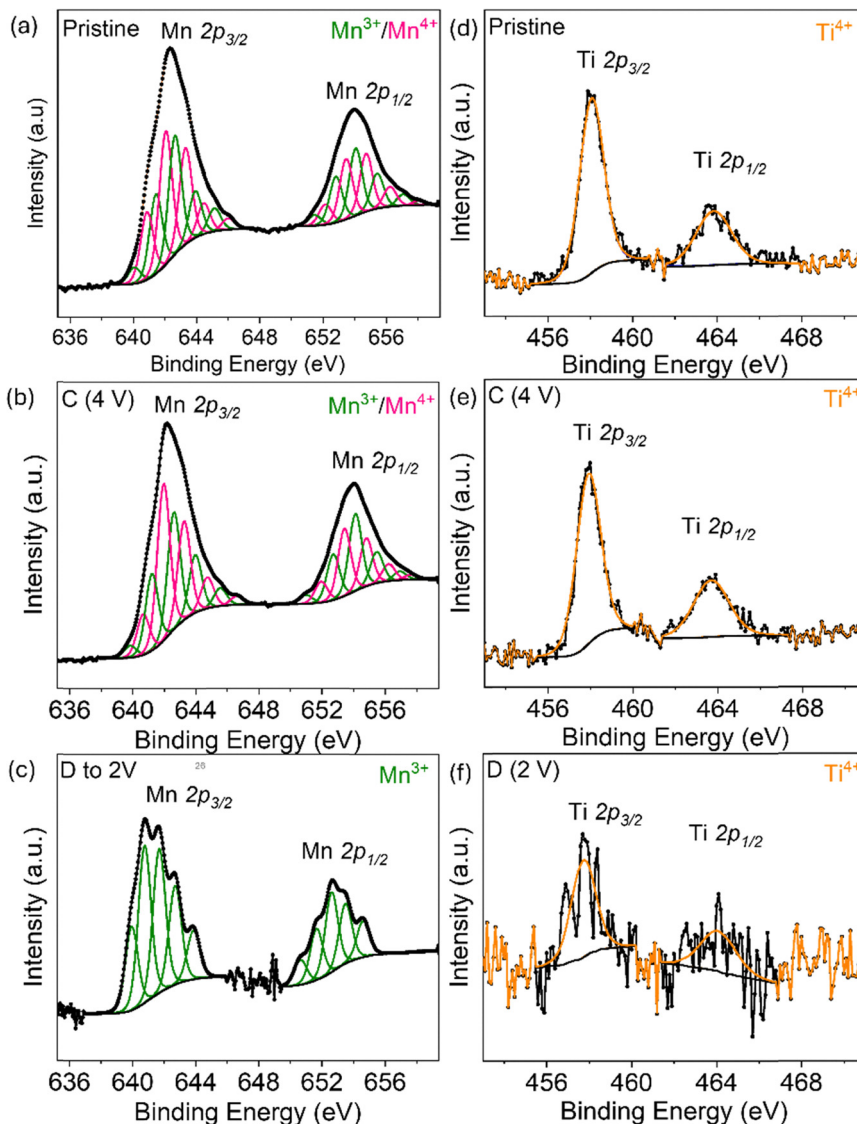 (a) Pristine Mn 2p3/2 Mn3+/Mn4+
Mn 2p1/2
Intensity (a.u)
636 640 644 648 652 656
Binding Energy (eV)
(b) C (4 V) Mn 2p3/2 Mn3+/Mn4+
Mn 2p1/2
Intensity (a.u.)
636 640 644 648 652 656
Binding Energy (eV)
(c) D to 2V 26 Mn3+
Mn 2p3/2
Mn 2p1/2
Intensity (a.u.)
636 640 644 648 652 656
Binding Energy (eV)
(d) Pristine Ti4+
Ti 2p3/2
Ti 2p1/2
Intensity (a.u.)
456 460 464 468
Binding Energy (eV)
(e) C (4 V) Ti4+
Ti 2p3/2
Ti 2p1/2
Intensity (a.u.)
456 460 464 468
Binding Energy (eV)
(f) D (2 V) Ti4+
Ti 2p3/2
Ti 2p1/2
Intensity (a.u.)
456 460 464 468
Binding Energy (eV)